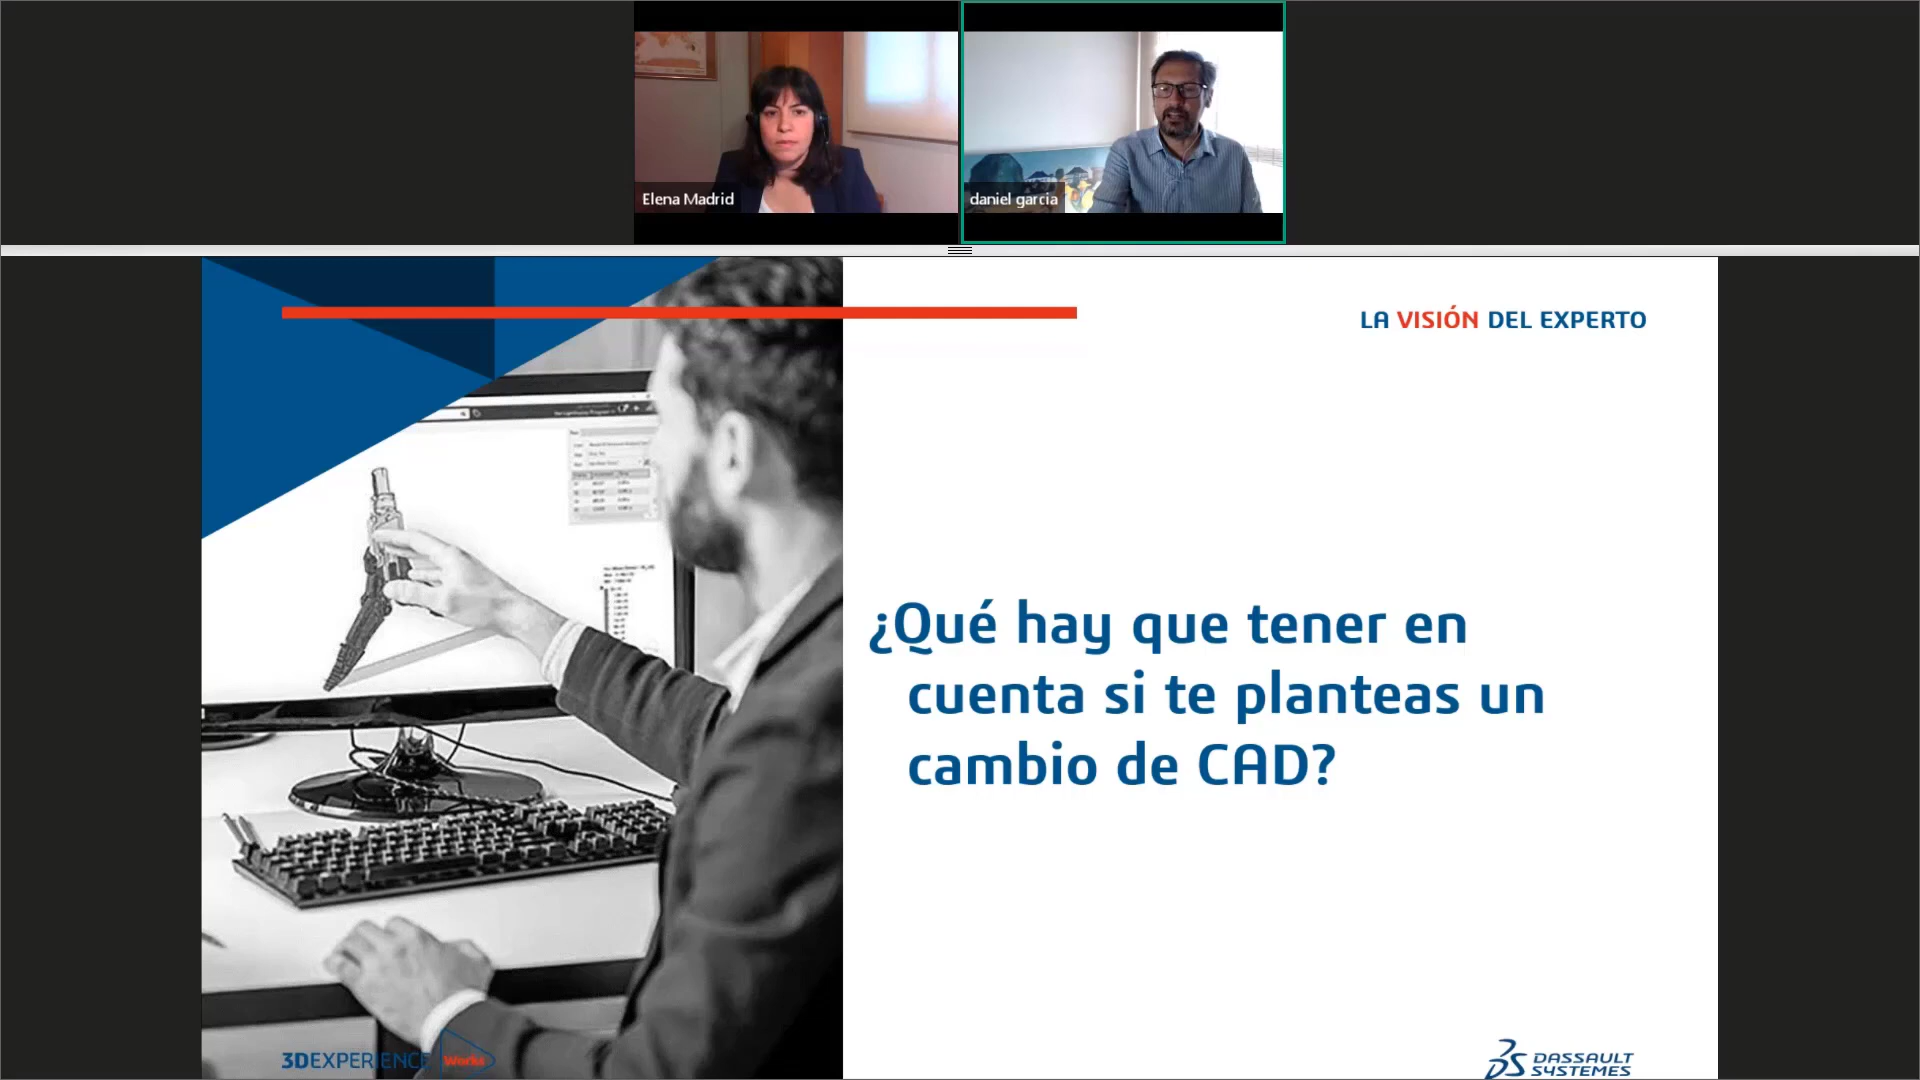 Elena Madrid
daniel garcia
LA VISIÓN DEL EXPERTO
¿Qué hay que tener en
cuenta si te planteas un
cambio de CAD?
3DEXPERIENCE Works
DASSAULT
SYSTEMES